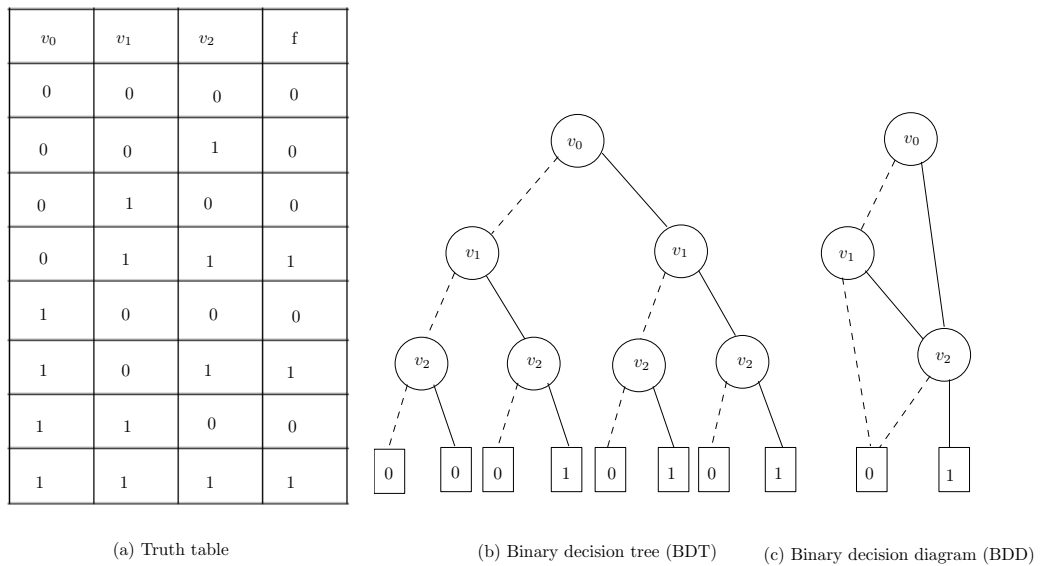 v₀ v₁ v₂ f
0 0 0 0
0 0 1 0
0 1 0 0
0 1 1 1
1 0 0 0
1 0 1 1
1 1 0 0
1 1 1 1
(a) Truth table
v₀
v₁ v₁
v₂ v₂ v₂ v₂
0 0 0 1 0 1 0 1
(b) Binary decision tree (BDT)
v₀
v₁
v₂
0 1
(c) Binary decision diagram (BDD)